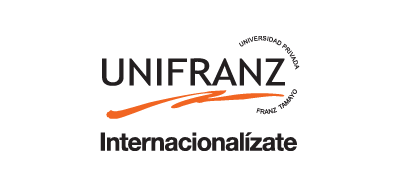 UNIVERSIDAD PRIVADA
UNIFRANZ
FRANZ TAMAYO
Internacionalízate